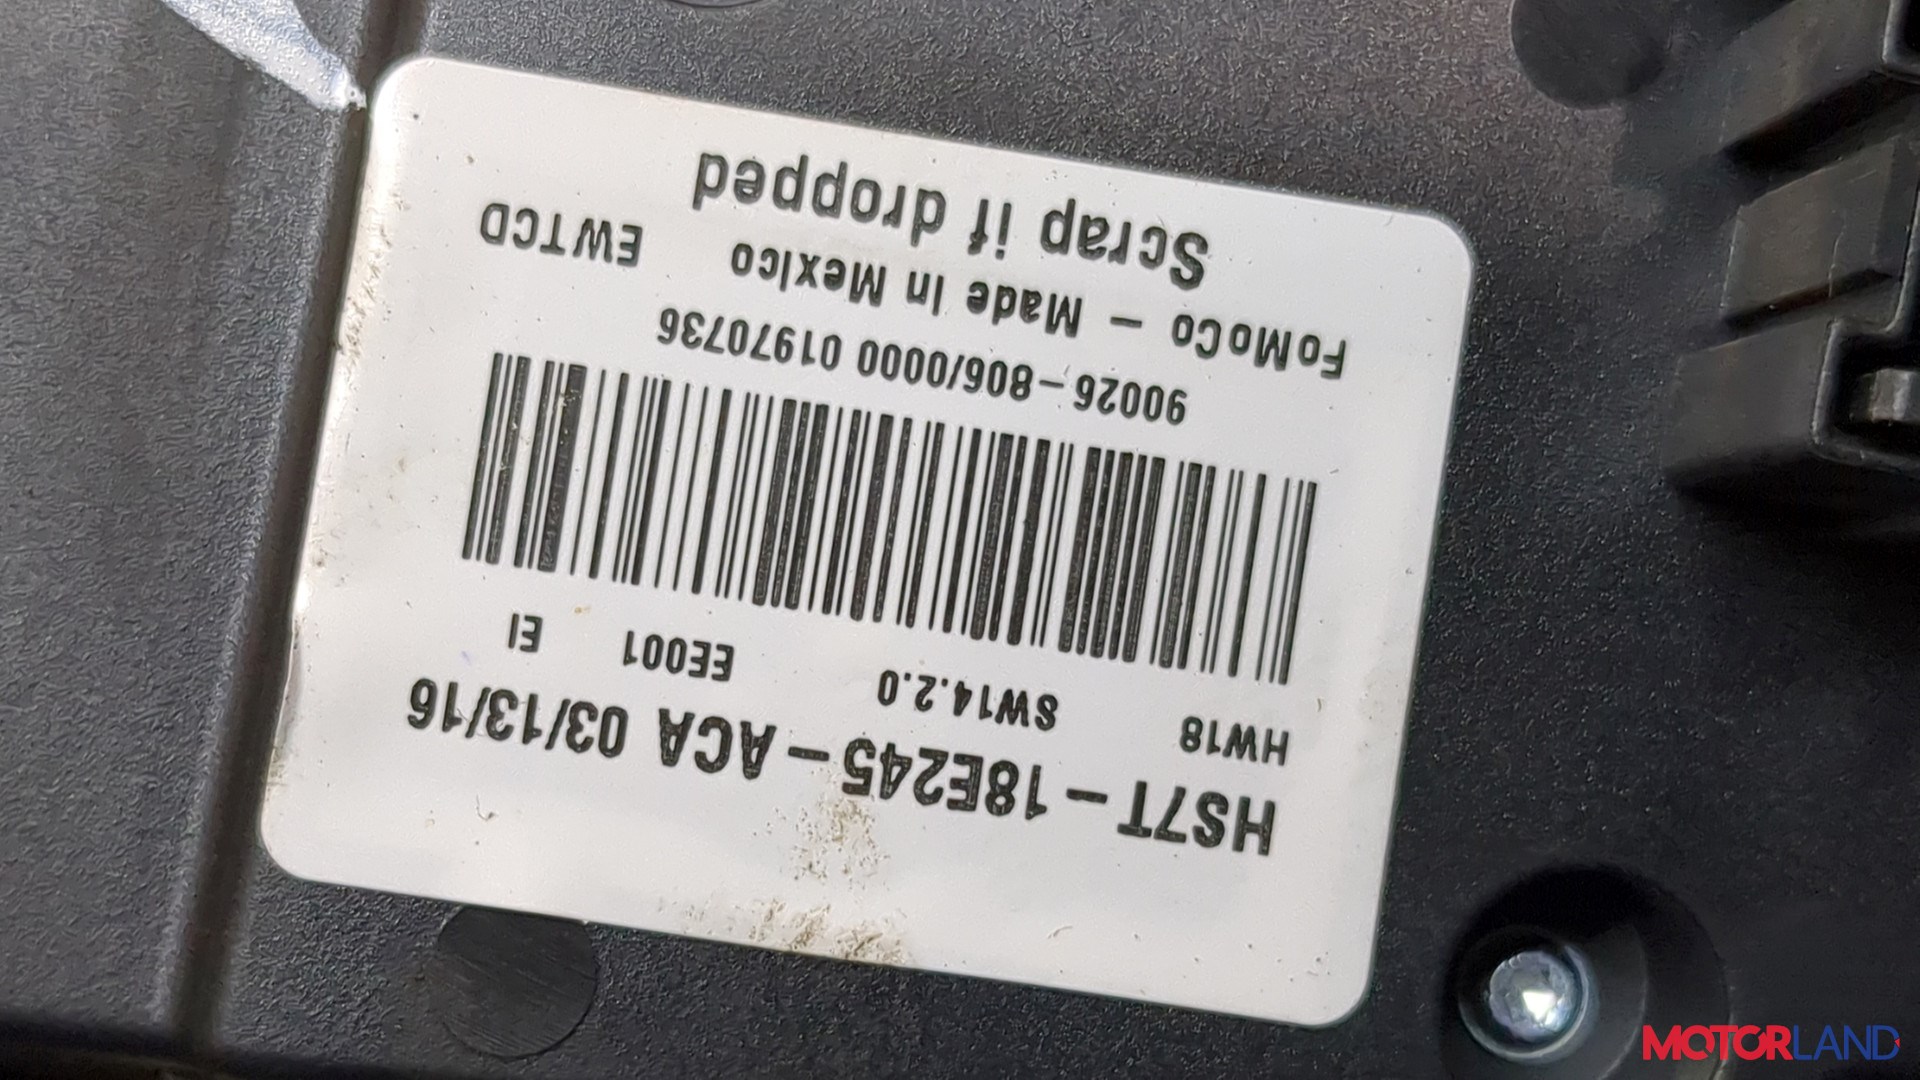 HS7T-18E245-ACA 03/13/16
HW18 SW14.2.0 EE001 EI
90026-806/0000 01970736
FoMoCo - Made In Mexico EWTCD
Scrap if dropped
MOTORLAND